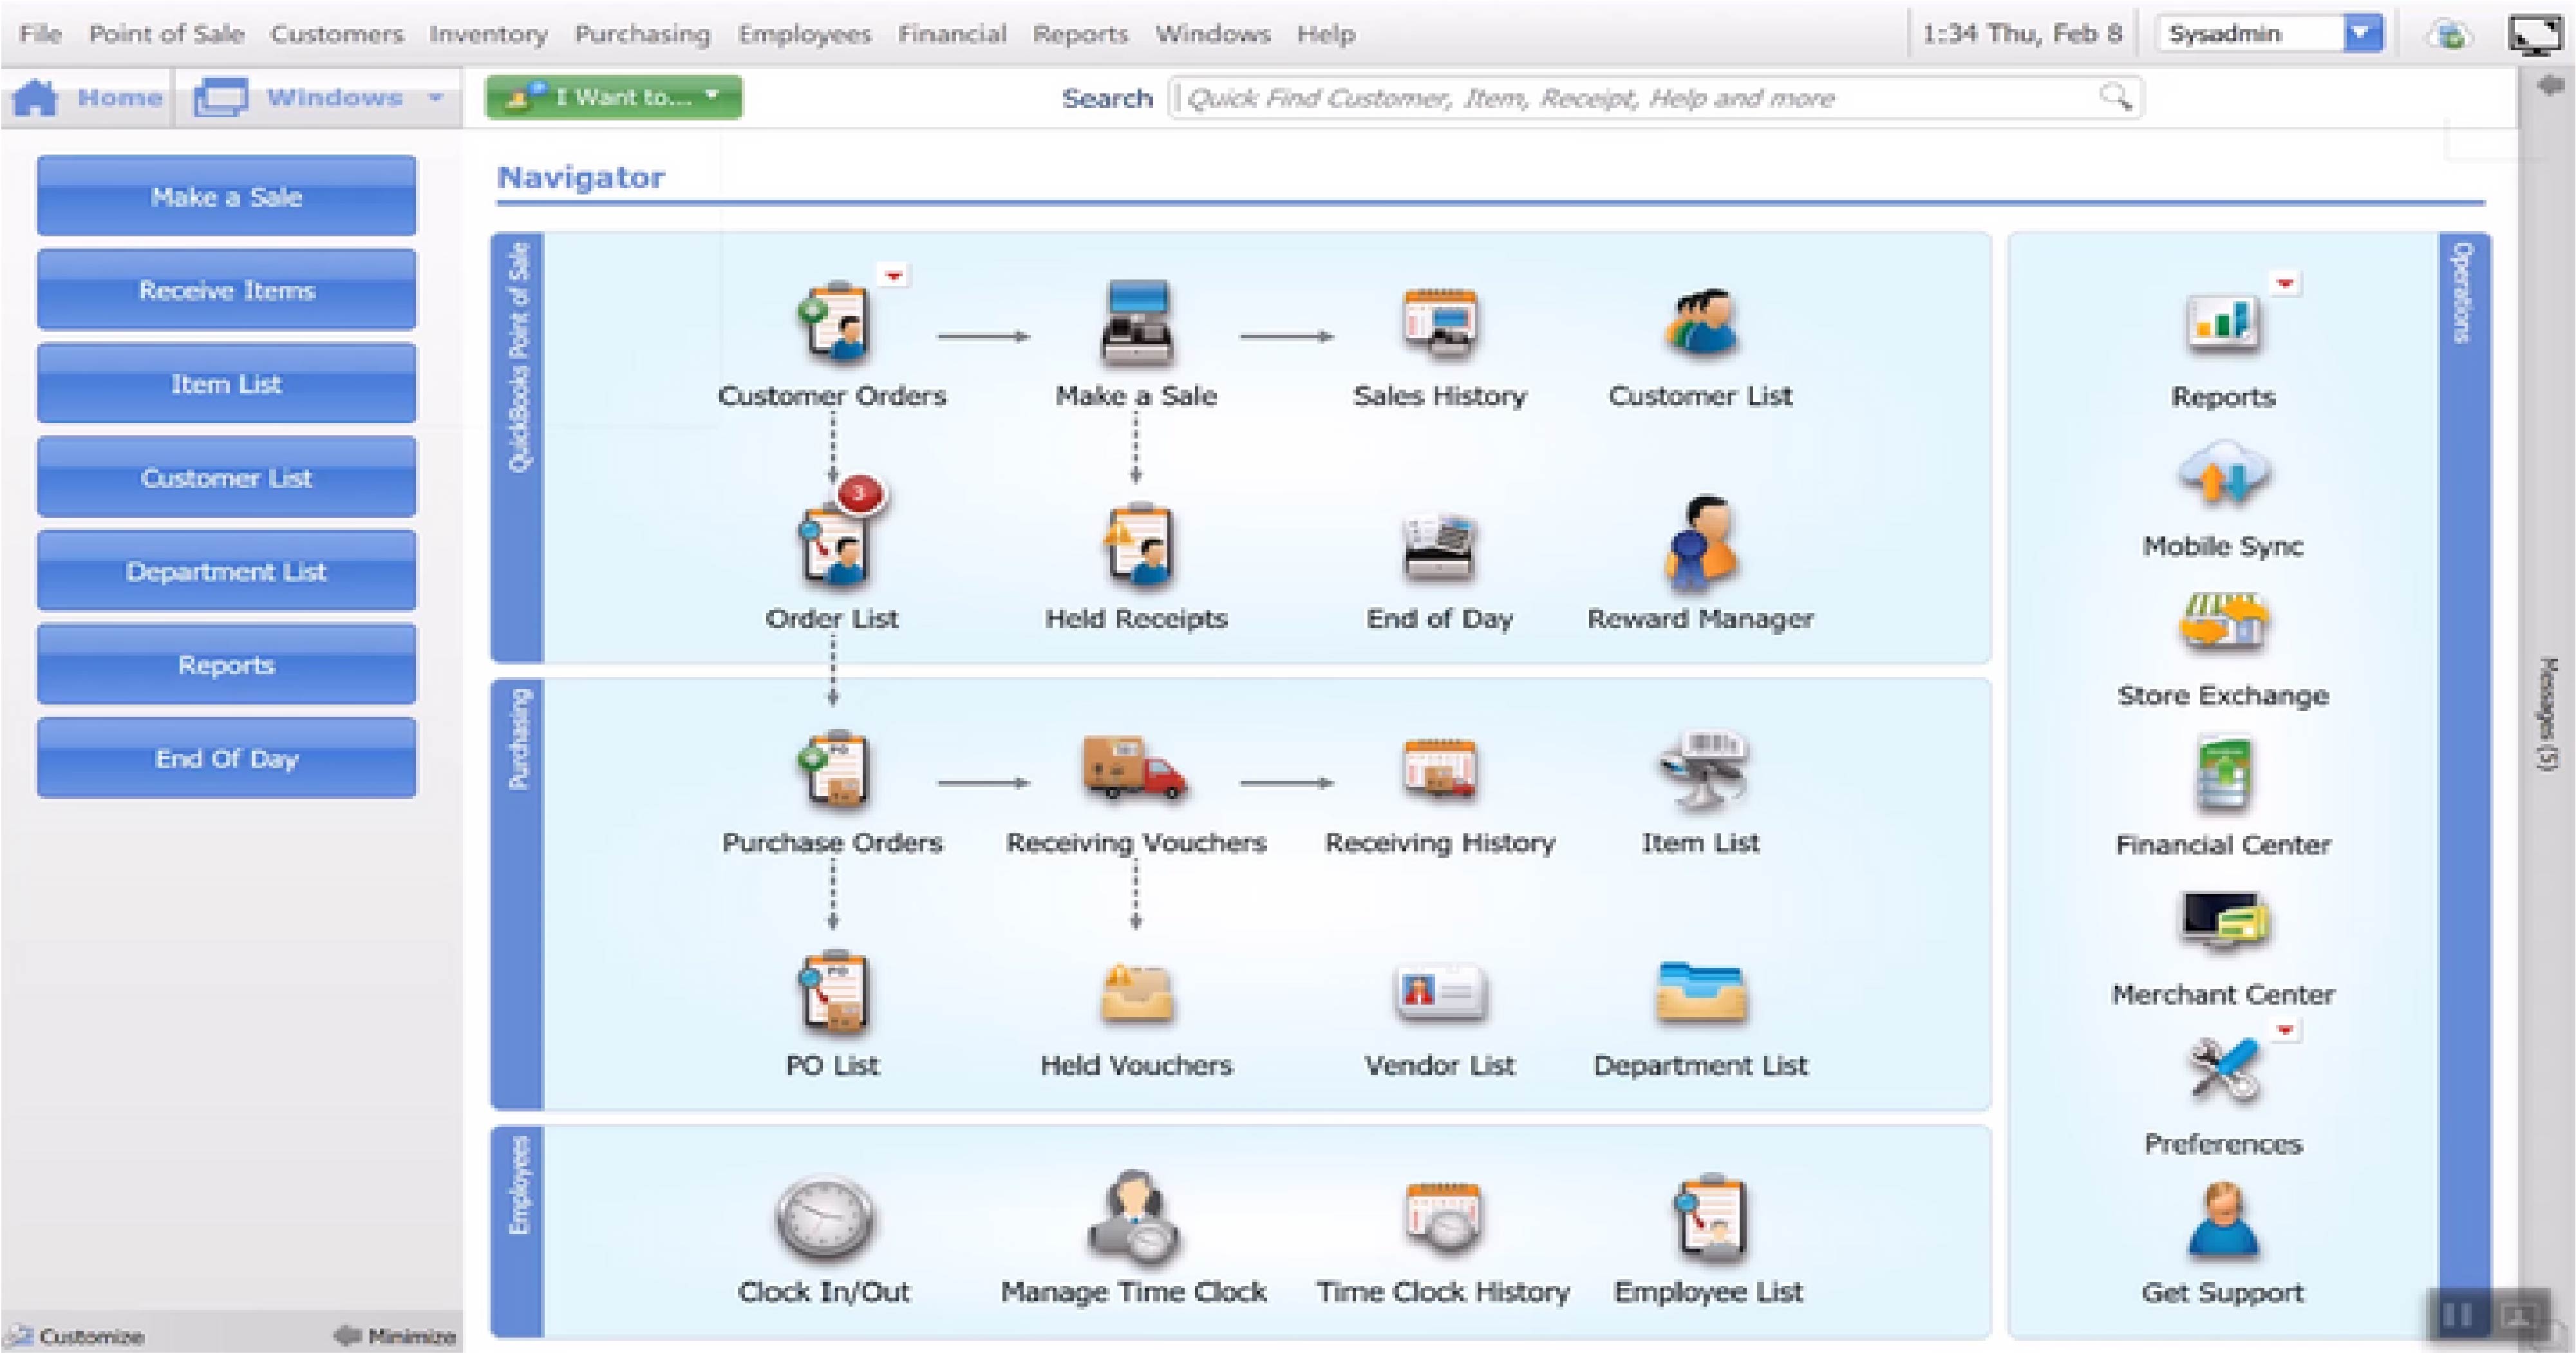 File Point of Sale Customers Inventory Purchasing Employees Financial Reports Windows Help 1:34 Thu, Feb 8 Sysadmin
Home Windows I Want to... Search Quick Find Customer, Item, Receipt, Help and more
Make a Sale
Receive Items
Item List
Customer List
Department List
Reports
End Of Day
Customize Minimize
Navigator
QuickBooks Point of Sale
Customer Orders Make a Sale Sales History Customer List
3
Order List Held Receipts End of Day Reward Manager
Purchasing
PO
Purchase Orders Receiving Vouchers Receiving History Item List
PO
PO List Held Vouchers Vendor List Department List
Employees
Clock In/Out Manage Time Clock Time Clock History Employee List
Operations
Reports
Mobile Sync
Store Exchange
Financial Center
Merchant Center
Preferences
Get Support
Messages (5)